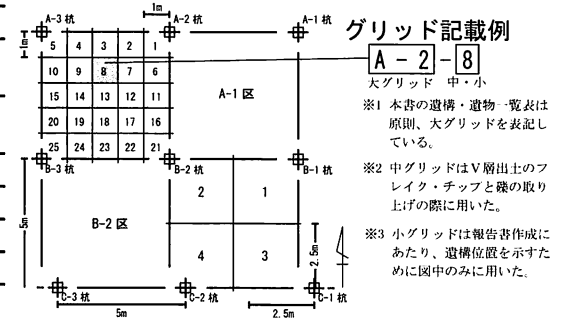 1m
A-3 杭 A-2 杭 A-1 杭
1m
5 4 3 2 1
10 9 8 7 6
15 14 13 12 11
20 19 18 17 16
25 24 23 22 21
A-1 区
B-3 杭 B-2 杭 B-1 杭
5m
B-2 区
2 1
4 3
2.5m
C-3 杭 C-2 杭 C-1 杭
5m 2.5m
グリッド記載例
A - 2 - 8
大グリッド 中・小
※1 本書の遺構・遺物一覧表は
原則、大グリッドを表記し
ている。
※2 中グリッドはⅤ層出土のフ
レイク・チップと礫の取り
上げの際に用いた。
※3 小グリッドは報告書作成に
あたり、遺構位置を示すた
めに図中のみに用いた。